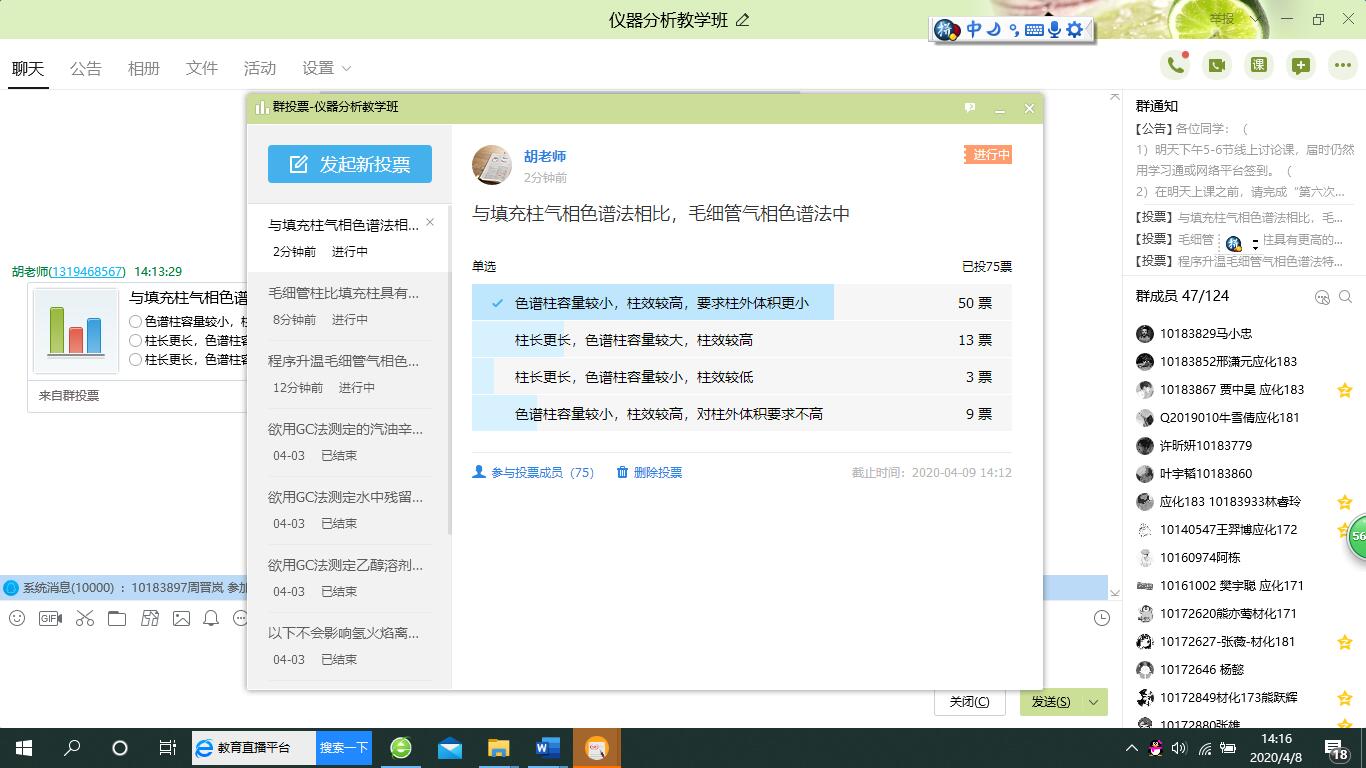 仪器分析教学班
举报
中
聊天
公告
相册
文件
活动
设置
课
胡老师(1319468567) 14:13:29
与填充柱气相色谱
色谱柱容量较小，柱
柱长更长，色谱柱容
柱长更长，色谱柱容
来自群投票
系统消息(10000) ： 10183897周晋岚 参加
GIF
群投票-仪器分析教学班
发起新投票
与填充柱气相色谱法相...
2分钟前 进行中
毛细管柱比填充柱具有...
8分钟前 进行中
程序升温毛细管气相色...
12分钟前 进行中
欲用GC法测定的汽油辛...
04-03 已结束
欲用GC法测定水中残留...
04-03 已结束
欲用GC法测定乙醇溶剂...
04-03 已结束
以下不会影响氢火焰离...
04-03 已结束
胡老师
2分钟前
进行中
与填充柱气相色谱法相比，毛细管气相色谱法中
单选 已投75票
色谱柱容量较小，柱效较高，要求柱外体积更小 50 票
柱长更长，色谱柱容量较大，柱效较高 13 票
柱长更长，色谱柱容量较小，柱效较低 3 票
色谱柱容量较小，柱效较高，对柱外体积要求不高 9 票
参与投票成员（75） 删除投票 截止时间：2020-04-09 14:12
关闭(C)
发送(S)
群通知
【公告】各位同学：（
1）明天下午5-6节线上讨论课，届时仍然
用学习通或网络平台签到。（
2）在明天上课之前，请完成“第六次...
【投票】与填充柱气相色谱法相比，毛...
【投票】毛细管 柱具有更高的...
【投票】程序升温毛细管气相色谱法特...
群成员 47/124
10183829马小忠
10183852邢潇元应化183
10183867 贾中昊 应化183
Q2019010牛雪倩应化181
许昕妍10183779
叶宇韬10183860
应化183 10183933林睿玲
10140547王羿博应化172
10160974阿栋
10161002 樊宇聪 应化171
10172620熊亦莺材化171
10172627-张薇-材化181
10172646 杨懿
10172849材化173熊跃辉
10172880张雄
56
教育直播平台
搜索一下
14:16
2020/4/8
18